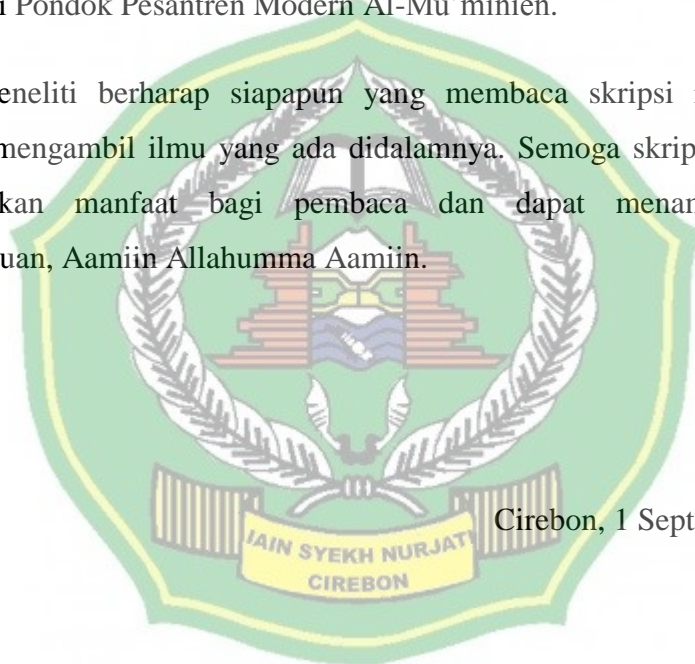 i Pondok Pesantren Modern Al-Mu'minien.
eneliti berharap siapapun yang membaca skripsi
mengambil ilmu yang ada didalamnya. Semoga skrip
kan manfaat bagi pembaca dan dapat menam
uan, Aamiin Allahumma Aamiin.
Cirebon, 1 Sept
IAIN SYEKH NURJATI
CIREBON